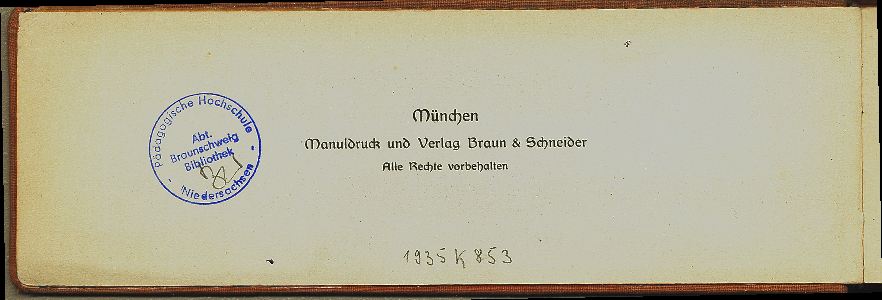 Pädagogische Hochschule
Abt.
Braunschweig
Bibliothek
- Niedersachsen -
München
Manuldruck und Verlag Braun & Schneider
Alle Rechte vorbehalten
1935 K 853